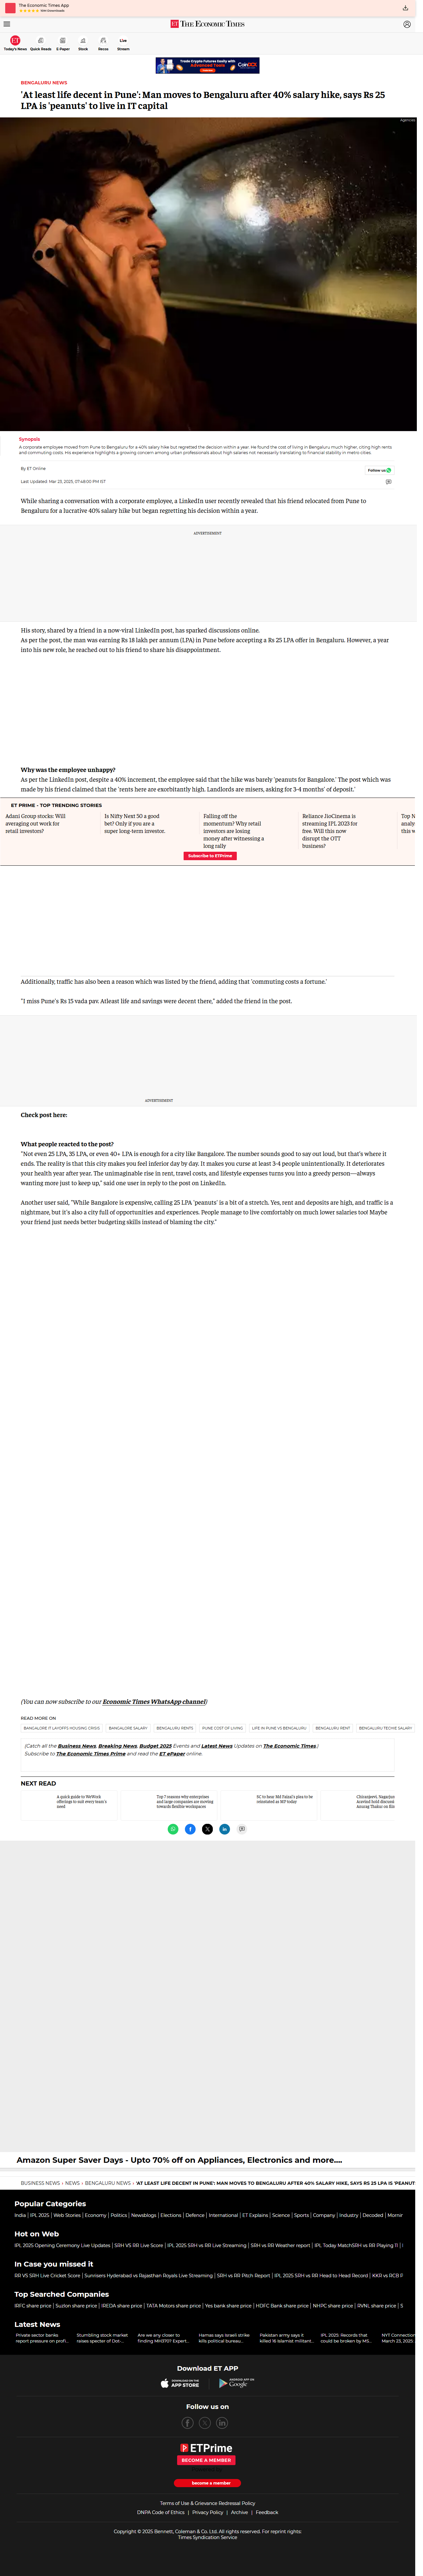 The Economic Times App
THE ECONOMIC TIMES
Today's News
Quick Reads
E-Paper
Stock
Decos
Live
Stream
BENGALURU NEWS
'At least life decent in Pune': Man moves to Bengaluru after 40% salary hike, says Rs 25
LPA is 'peanuts' to live in IT capital
Agencies
Synopsis
A corporate employee moved from Pune to Bengaluru for a 40% salary hike but regretted the decision within a year. He found the cost of living in Bengaluru much higher, citing high rents
and commuting costs. His experience highlights a growing concern among urban professionals about high salaries not necessarily translating to financial stability in metro cities.
By ET Online
Follow us
Last Updated: Mar 23, 2025, 07:48:00 PM IST
While sharing a conversation with a corporate employee, a LinkedIn user recently revealed that his friend relocated from Pune to
Bengaluru for a lucrative 40% salary hike but began regretting his decision within a year.
ADVERTISEMENT
His story, shared by a friend in a now-viral LinkedIn post, has sparked discussions online.
As per the post, the man was earning Rs 18 lakh per annum (LPA) in Pune before accepting a Rs 25 LPA offer in Bengaluru. However, a year
into his new role, he reached out to his friend to share his disappointment.
Why was the employee unhappy?
As per the LinkedIn post, despite a 40% increment, the employee said that the hike was barely 'peanuts for Bangalore.' The post which was
made by his friend claimed that the 'rents here are exorbitantly high. Landlords are misers, asking for 3-4 months' of deposit.'
ET PRIME - TOP TRENDING STORIES
Adani Group stocks: Will
averaging out work for
retail investors?
Is Nifty Next 50 a good
bet? Only if you are a
super long-term investor.
Falling off the
momentum? Why retail
investors are losing
money after witnessing a
long rally
Reliance JioCinema is
streaming IPL 2023 for
free. Will this now
disrupt the OTT
business?
Top N
analy
this w
Subscribe to ETPrime
Additionally, traffic has also been a reason which was listed by the friend, adding that 'commuting costs a fortune.'
"I miss Pune's Rs 15 vada pav. Atleast life and savings were decent there," added the friend in the post.
ADVERTISEMENT
Check post here:
What people reacted to the post?
"Not even 25 LPA, 35 LPA, or even 40+ LPA is enough for a city like Bangalore. The number sounds good to say out loud, but that's where it
ends. The reality is that this city makes you feel inferior day by day. It makes you curse at least 3-4 people unintentionally. It deteriorates
your health year after year. The unimaginable rise in rent, travel costs, and lifestyle expenses turns you into a greedy person—always
wanting more just to keep up," said one user in reply to the post on LinkedIn.
Another user said, "While Bangalore is expensive, calling 25 LPA 'peanuts' is a bit of a stretch. Yes, rent and deposits are high, and traffic is a
nightmare, but it's also a city full of opportunities and experiences. People manage to live comfortably on much lower salaries too! Maybe
your friend just needs better budgeting skills instead of blaming the city."
(You can now subscribe to our Economic Times WhatsApp channel)
READ MORE ON
BANGALORE IT LAYOFFS HOUSING CRISIS
BANGALORE SALARY
BENGALURU RENTS
PUNE COST OF LIVING
LIFE IN PUNE VS BENGALURU
BENGALURU RENT
BENGALURU TECHIE SALARY
(Catch all the Business News, Breaking News, Budget 2025 Events and Latest News Updates on The Economic Times.)
Subscribe to The Economic Times Prime and read the ET ePaper online.
NEXT READ
A quick guide to WeWork
offerings to suit every team's
need
Top 7 reasons why enterprises
and large companies are moving
towards flexible workspaces
SC to hear Md Faizal's plea to be
reinstated as MP today
Chiranjeevi, Nagarjun
Aravind hold discussi
Anurag Thakur on fil
Amazon Super Saver Days - Upto 70% off on Appliances, Electronics and more....
BUSINESS NEWS › NEWS › BENGALURU NEWS › 'AT LEAST LIFE DECENT IN PUNE': MAN MOVES TO BENGALURU AFTER 40% SALARY HIKE, SAYS RS 25 LPA IS 'PEANUT
Popular Categories
India | IPL 2025 | Web Stories | Economy | Politics | Newsblogs | Elections | Defence | International | ET Explains | Science | Sports | Company | Industry | Decoded | Mornin
Hot on Web
IPL 2025 Opening Ceremony Live Updates | SRH VS RR Live Score | IPL 2025 SRH vs RR Live Streaming | SRH vs RR Weather report | IPL Today MatchSRH vs RR Playing 11 |
In Case you missed it
RR VS SRH Live Cricket Score | Sunrisers Hyderabad vs Rajasthan Royals Live Streaming | SRH vs RR Pitch Report | IPL 2025 SRH vs RR Head to Head Record | KKR vs RCB
Top Searched Companies
IRFC share price | Suzlon share price | IREDA share price | TATA Motors share price | Yes bank share price | HDFC Bank share price | NHPC share price | RVNL share price | S
Latest News
Private sector banks
report pressure on profi...
Stumbling stock market
raises specter of Dot-...
Are we any closer to
finding MH370? Expert...
Hamas says Israeli strike
kills political bureau...
Pakistan army says it
killed 16 Islamist militant...
IPL 2025: Records that
could be broken by MS...
NYT Connection
March 23, 2025
Download ET APP
DOWNLOAD ON THE
APP STORE
ANDROID APP ON
Google
Follow us on
ETPrime
BECOME A MEMBER
become a member
Terms of Use & Grievance Redressal Policy
DNPA Code of Ethics | Privacy Policy | Archive | Feedback
Copyright © 2025 Bennett, Coleman & Co. Ltd. All rights reserved. For reprint rights:
Times Syndication Service